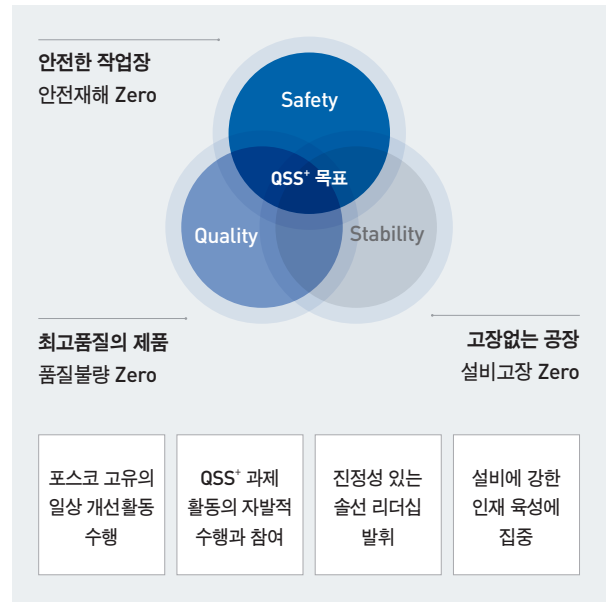 안전한 작업장
안전재해 Zero
Safety
QSS⁺ 목표
Quality
Stability
최고품질의 제품
품질불량 Zero
고장없는 공장
설비고장 Zero
포스코 고유의
일상 개선활동
수행
QSS⁺ 과제
활동의 자발적
수행과 참여
진정성 있는
솔선 리더십
발휘
설비에 강한
인재 육성에
집중